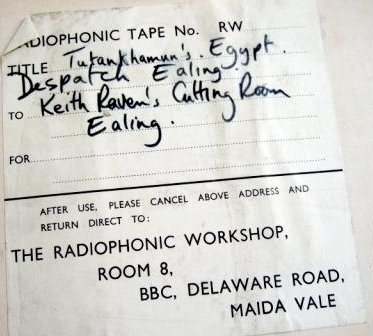 RADIOPHONIC TAPE No. RW
TITLE Tutankhamun's. Egypt.
Despatch Ealing
TO Keith Raven's Cutting Room
Ealing.
FOR
AFTER USE, PLEASE CANCEL ABOVE ADDRESS AND
RETURN DIRECT TO:
THE RADIOPHONIC WORKSHOP,
ROOM 8,
BBC, DELAWARE ROAD,
MAIDA VALE